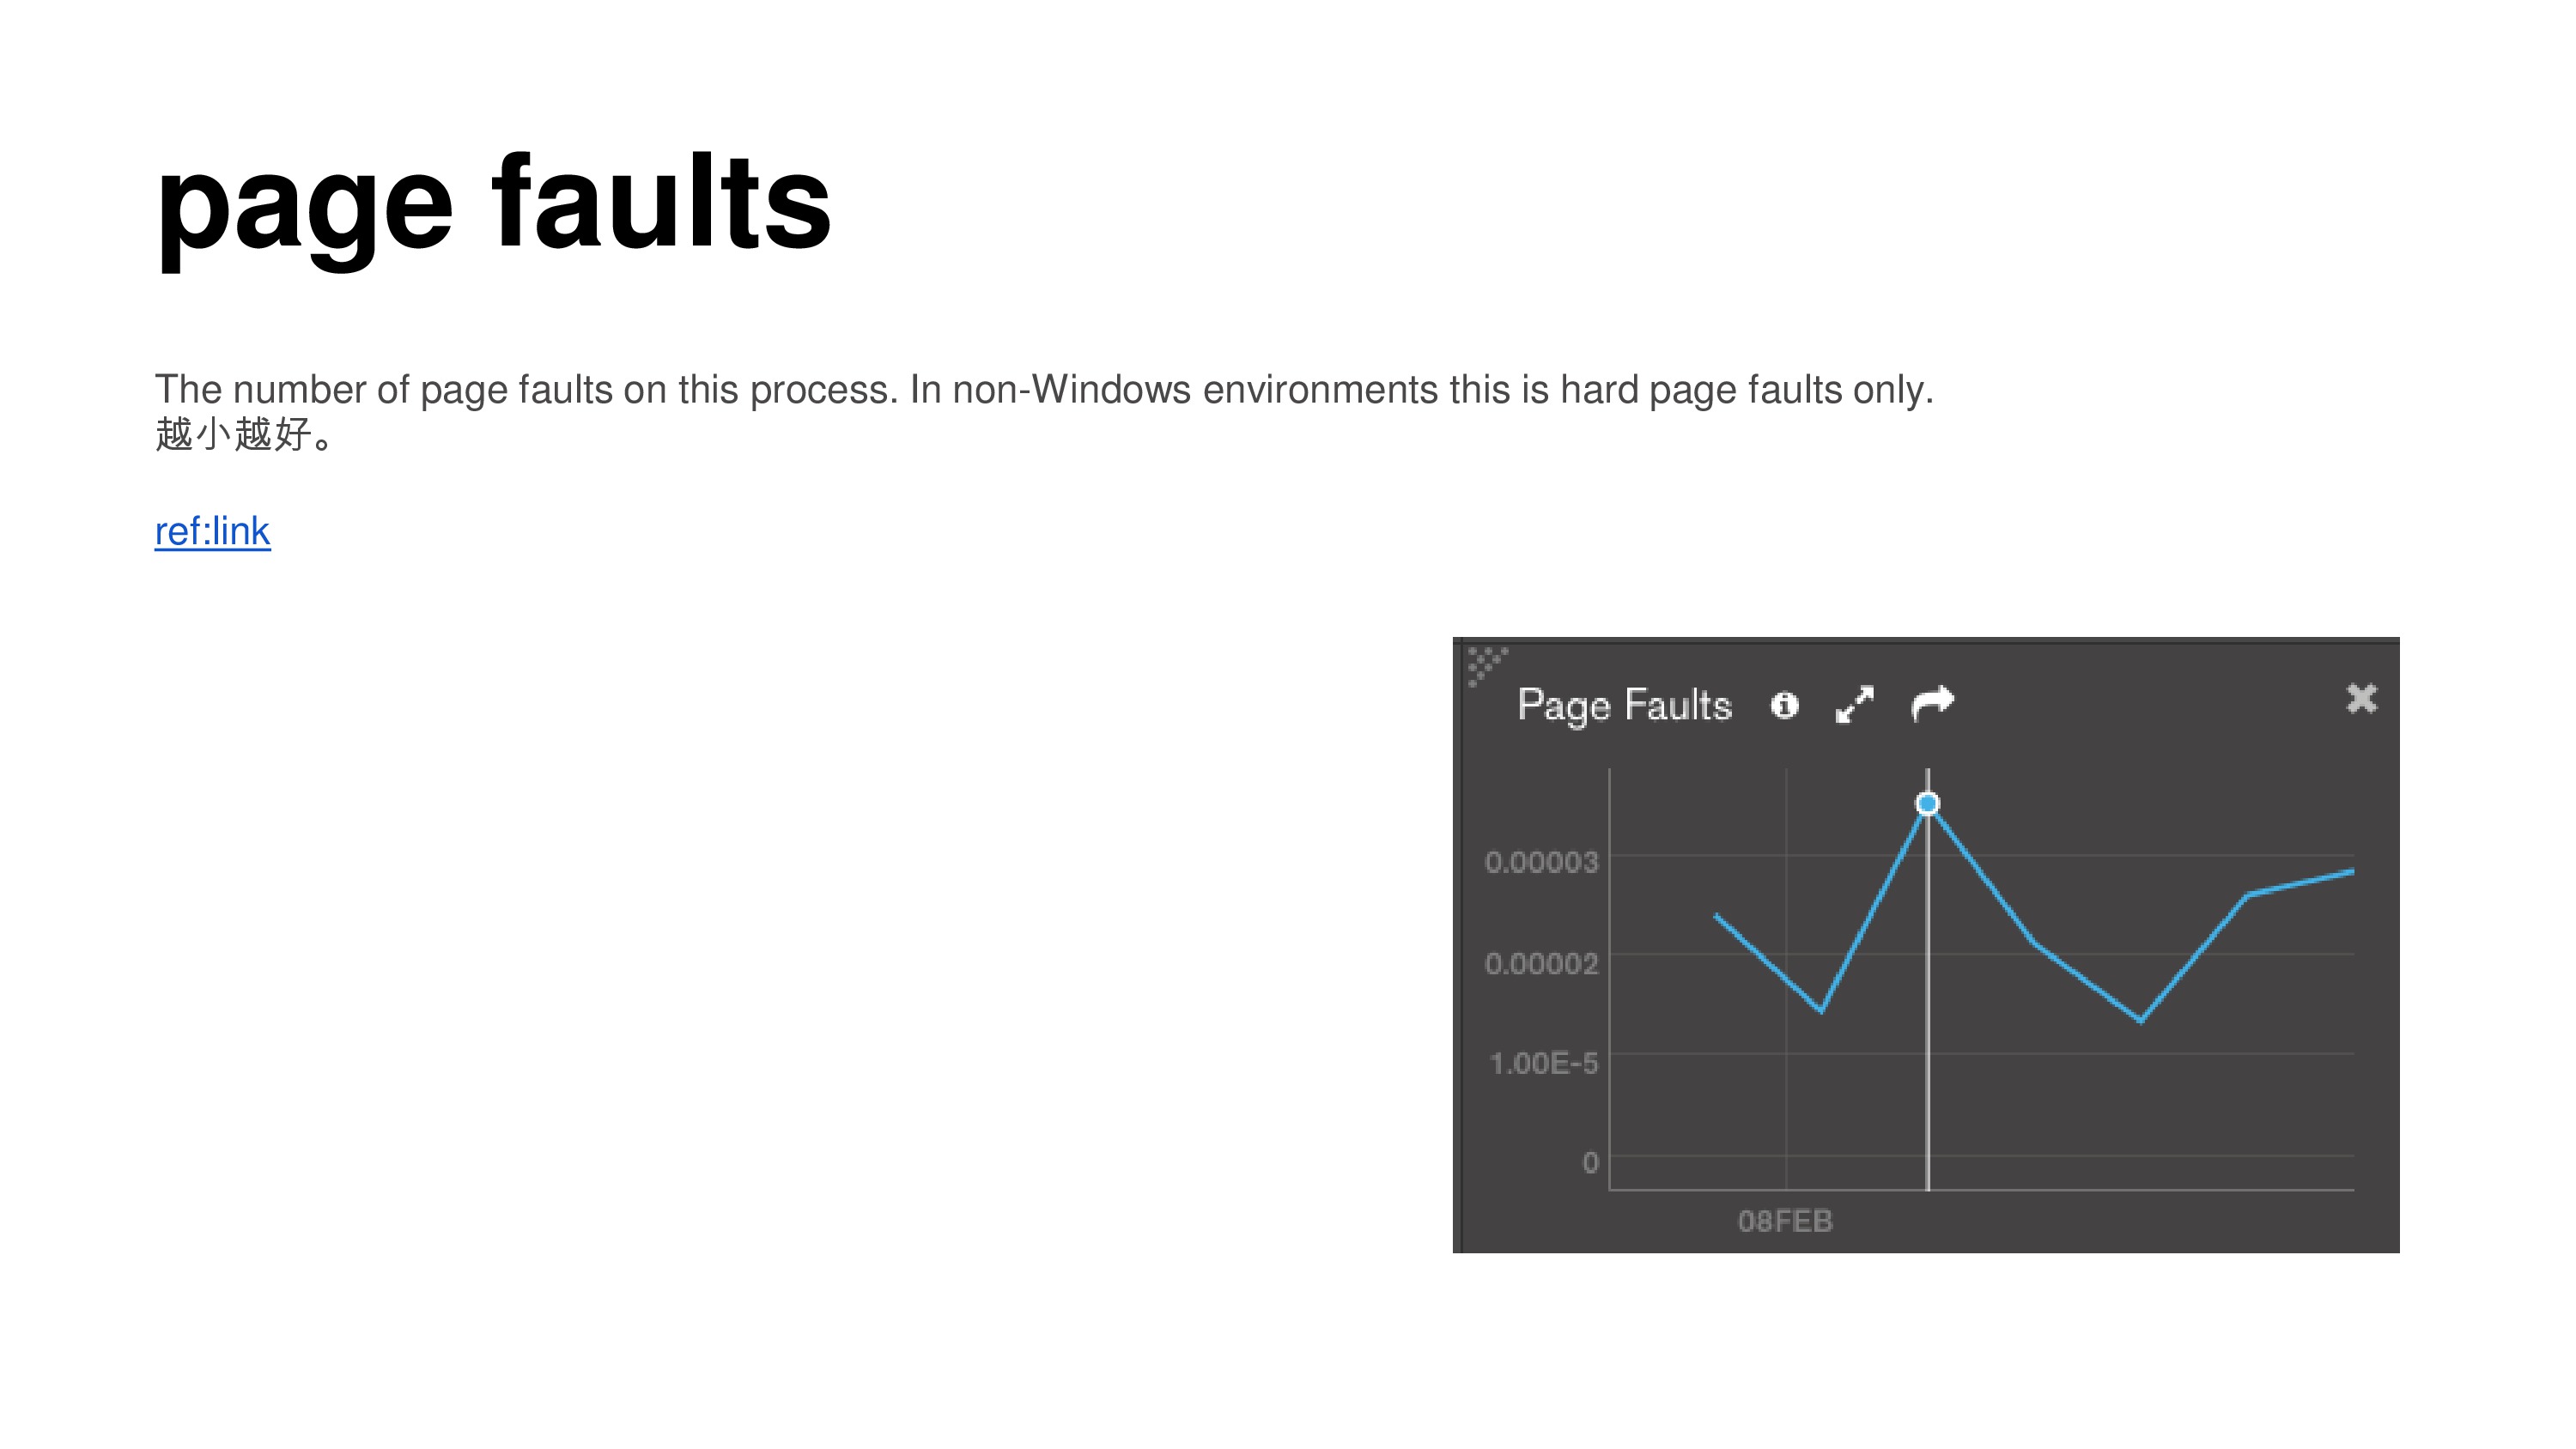 page faults
The number of page faults on this process. In non-Windows environments this is hard page faults only.
越小越好。
ref:link
Page Faults
0.00003
0.00002
1.00E-5
0
08FEB